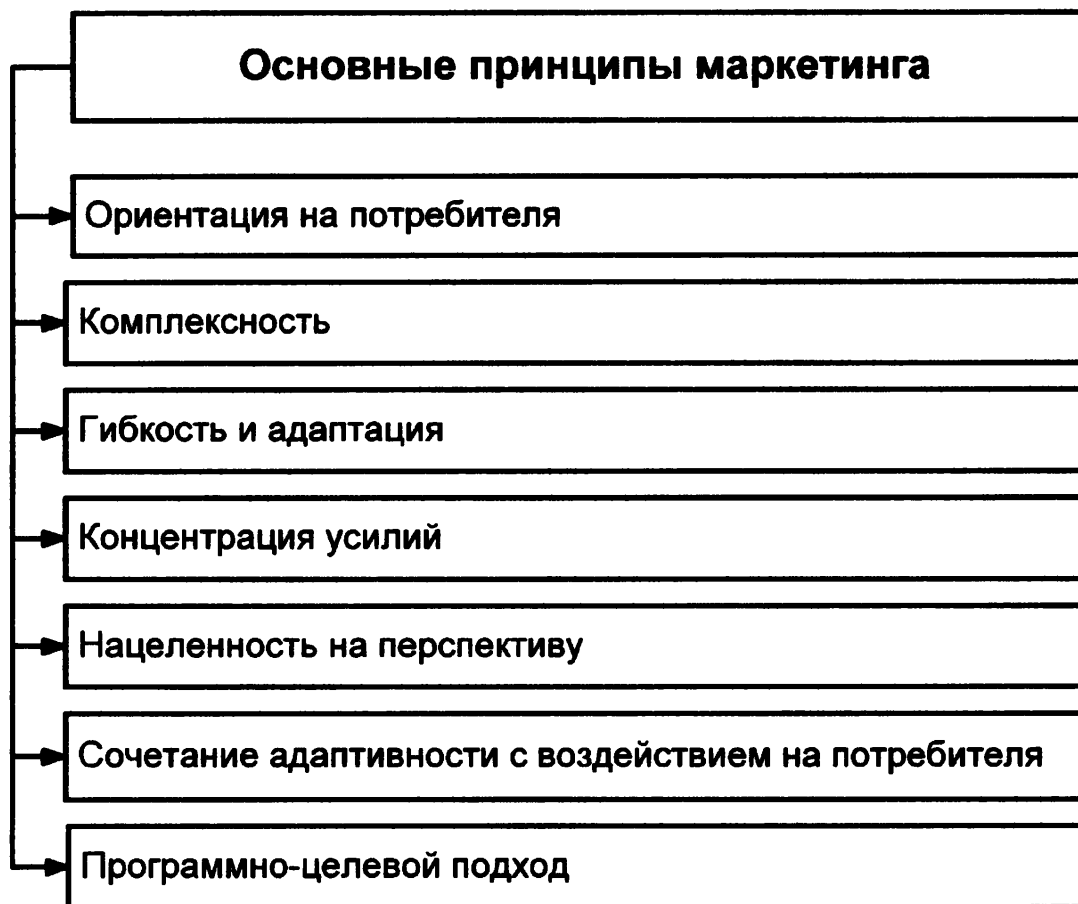 Основные принципы маркетинга
Ориентация на потребителя
Комплексность
Гибкость и адаптация
Концентрация усилий
Нацеленность на перспективу
Сочетание адаптивности с воздействием на потребителя
Программно-целевой подход